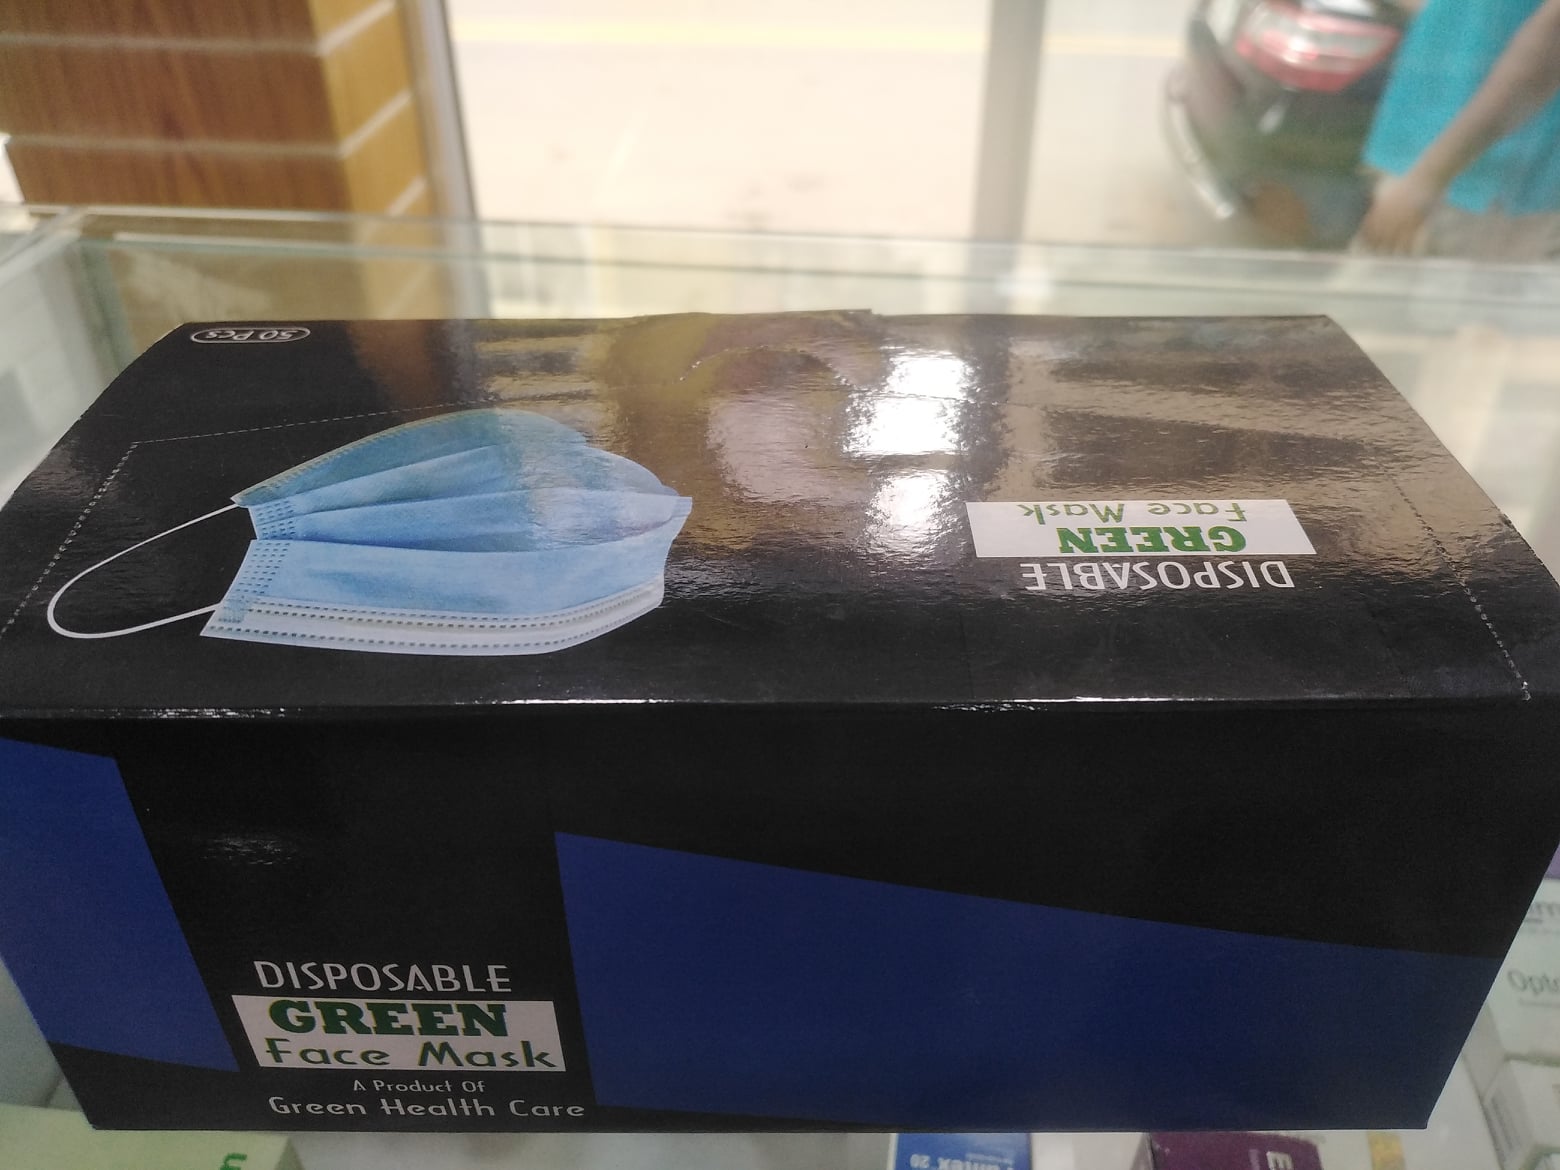 50 Pcs
DISPOSABLE
GREEN
Face Mask
DISPOSABLE
GREEN
Face Mask
A Product Of
Green Health Care